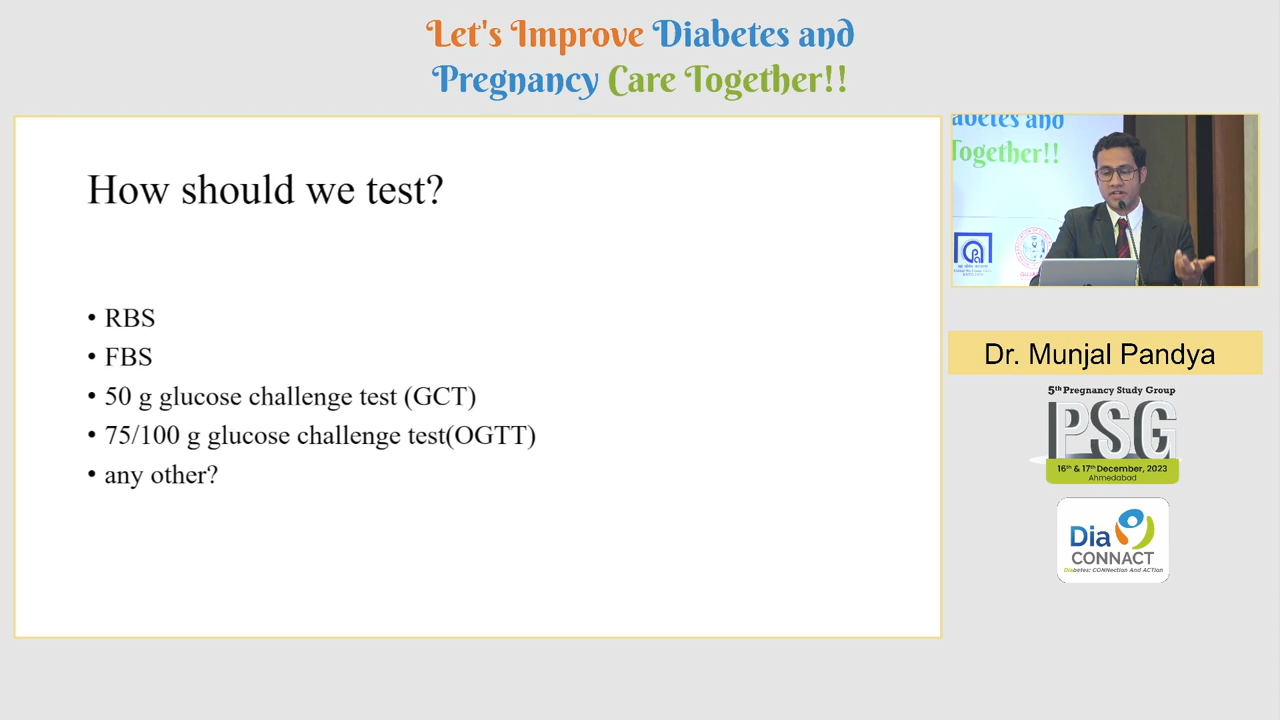 Let's Improve Diabetes and
Pregnancy Care Together!!
How should we test?
• RBS
• FBS
• 50 g glucose challenge test (GCT)
• 75/100 g glucose challenge test(OGTT)
• any other?
abetes and
Together!!
Dr. Munjal Pandya
5th Pregnancy Study Group
PSG
16th & 17th December, 2023
Ahmedabad
Dia
CONNACT
Diabetes: CONNection And ACTion